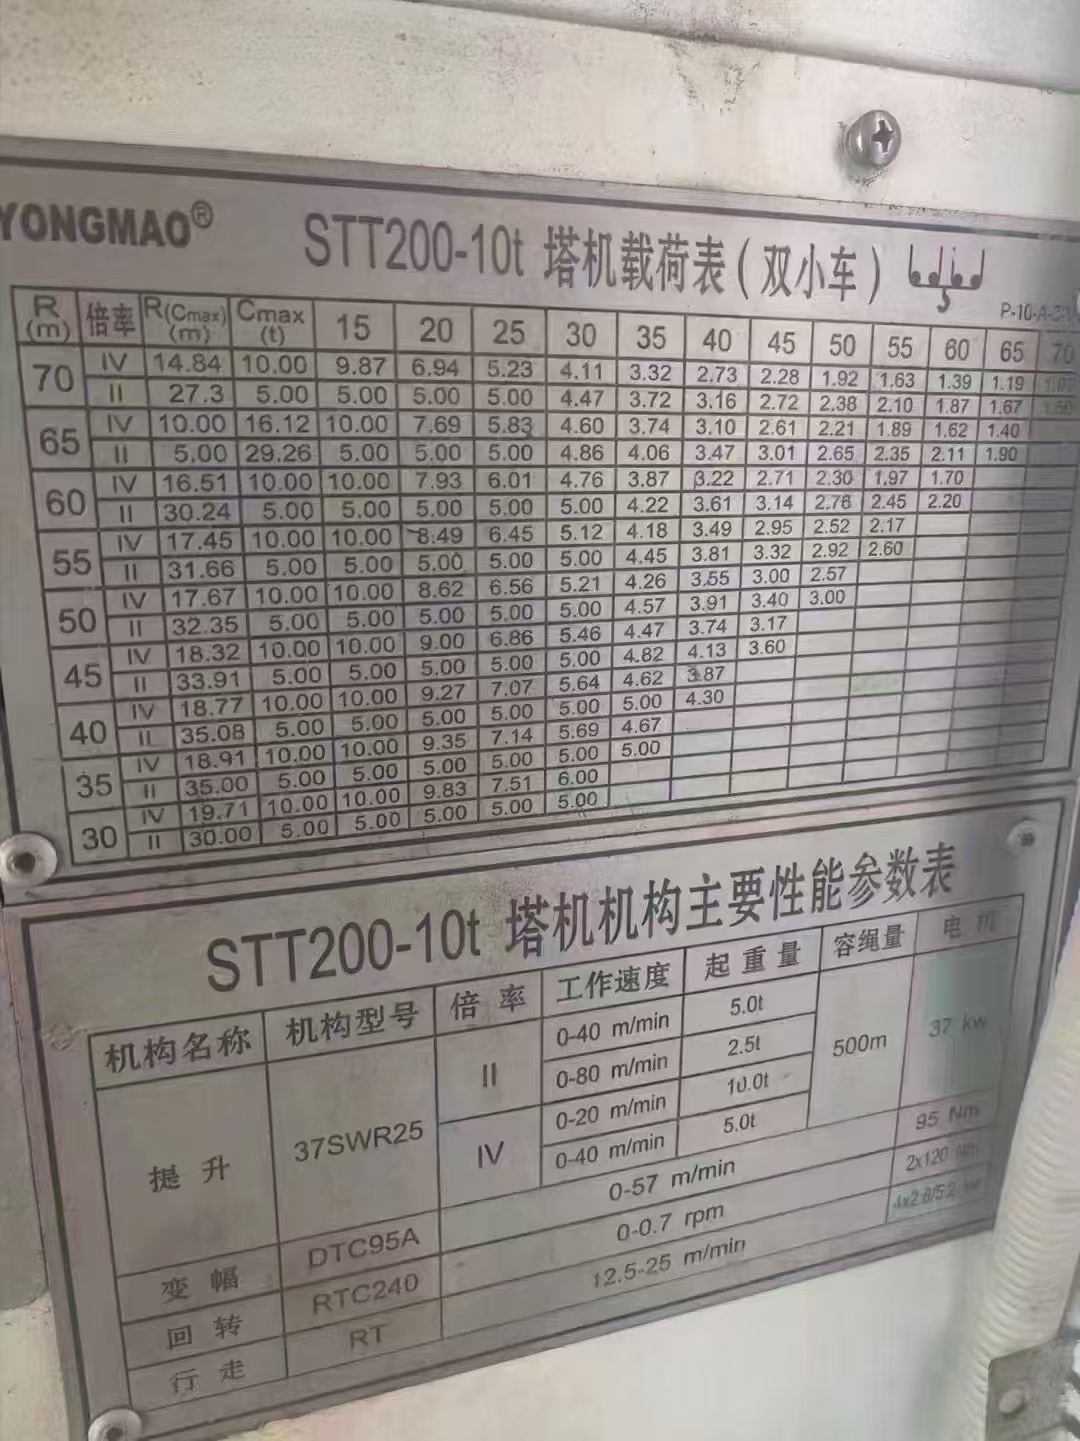 YONGMAO® STT200-10t 塔机载荷表(双小车)
R(m) 倍率 R(Cmax)(m) Cmax(t) 15 20 25 30 35 40 45 50 55 60 65 70
70 IV 14.84 10.00 9.87 6.94 5.23 4.11 3.32 2.73 2.28 1.92 1.63 1.39 1.19
II 27.3 5.00 5.00 5.00 5.00 4.47 3.72 3.16 2.72 2.38 2.10 1.87 1.67 1.50
65 IV 10.00 16.12 10.00 7.69 5.83 4.60 3.74 3.10 2.61 2.21 1.89 1.62 1.40
II 5.00 29.26 5.00 5.00 5.00 4.86 4.06 3.47 3.01 2.65 2.35 2.11 1.90
60 IV 16.51 10.00 10.00 7.93 6.01 4.76 3.87 3.22 2.71 2.30 1.97 1.70
II 30.24 5.00 5.00 5.00 5.00 5.00 4.22 3.61 3.14 2.76 2.45 2.20
55 IV 17.45 10.00 10.00 8.49 6.45 5.12 4.18 3.49 2.95 2.52 2.17
II 31.66 5.00 5.00 5.00 5.00 5.00 4.45 3.81 3.32 2.92 2.60
50 IV 17.67 10.00 10.00 8.62 6.56 5.21 4.26 3.55 3.00 2.57
II 32.35 5.00 5.00 5.00 5.00 5.00 4.57 3.91 3.40 3.00
45 IV 18.32 10.00 10.00 9.00 6.86 5.46 4.47 3.74 3.17
II 33.91 5.00 5.00 5.00 5.00 5.00 4.82 4.13 3.60
40 IV 18.77 10.00 10.00 9.27 7.07 5.64 4.62 3.87
II 35.08 5.00 5.00 5.00 5.00 5.00 5.00 4.30
35 IV 18.91 10.00 10.00 9.35 7.14 5.69 4.67
II 35.00 5.00 5.00 5.00 5.00 5.00 5.00
30 IV 19.71 10.00 10.00 9.83 7.51 6.00
II 30.00 5.00 5.00 5.00 5.00 5.00
STT200-10t 塔机机构主要性能参数表
机构名称 机构型号 倍率 工作速度 起重量 容绳量 电机
提升 37SWR25 II 0-40 m/min 5.0t 500m 37 kw
0-80 m/min 2.5t
IV 0-20 m/min 10.0t
0-40 m/min 5.0t
变幅 DTC95A 0-57 m/min 95 Nm
回转 RTC240 0-0.7 rpm 2x120 Nm
行走 RT 12.5-25 m/min